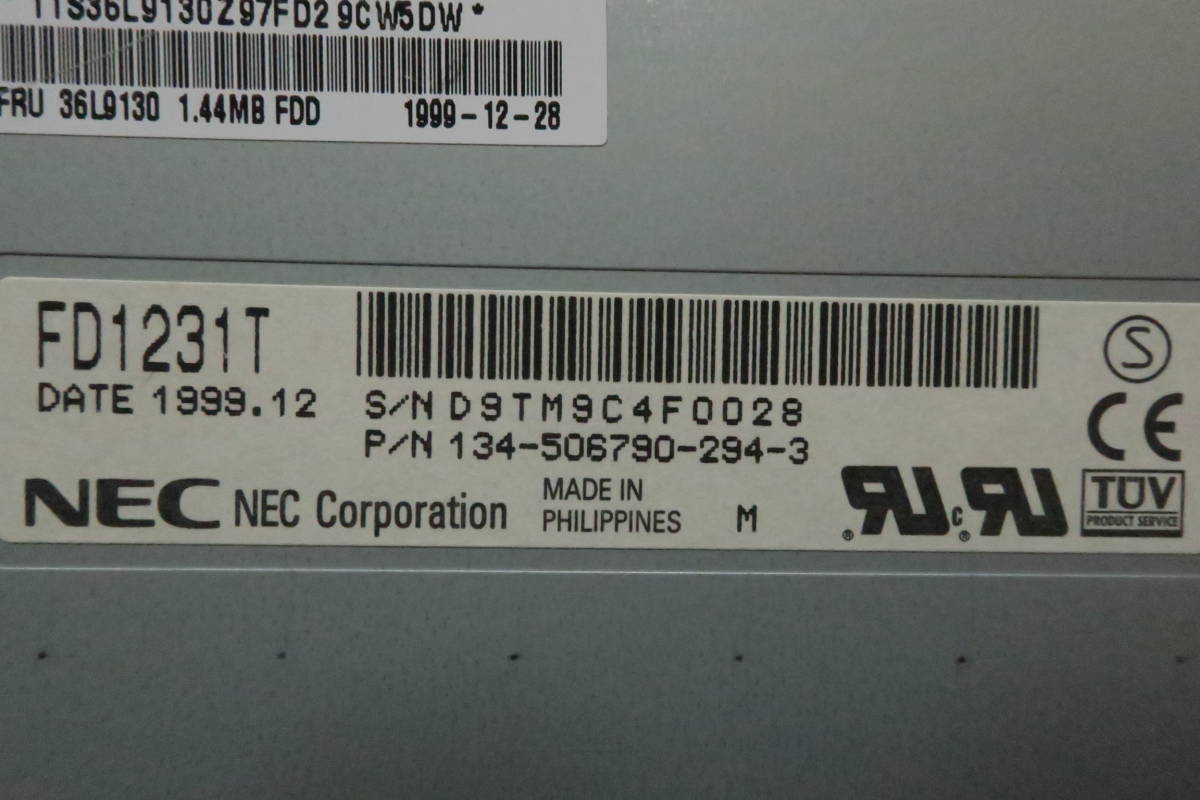 11S36L9130Z97FD29CW5DW*
FRU 36L9130 1.44MB FDD 1999-12-28
FD1231T
DATE 1999.12
S/N D9TM9C4F0028
P/N 134-506790-294-3
S
CE
NEC NEC Corporation
MADE IN
PHILIPPINES
M
TÜV
PRODUCT SERVICE